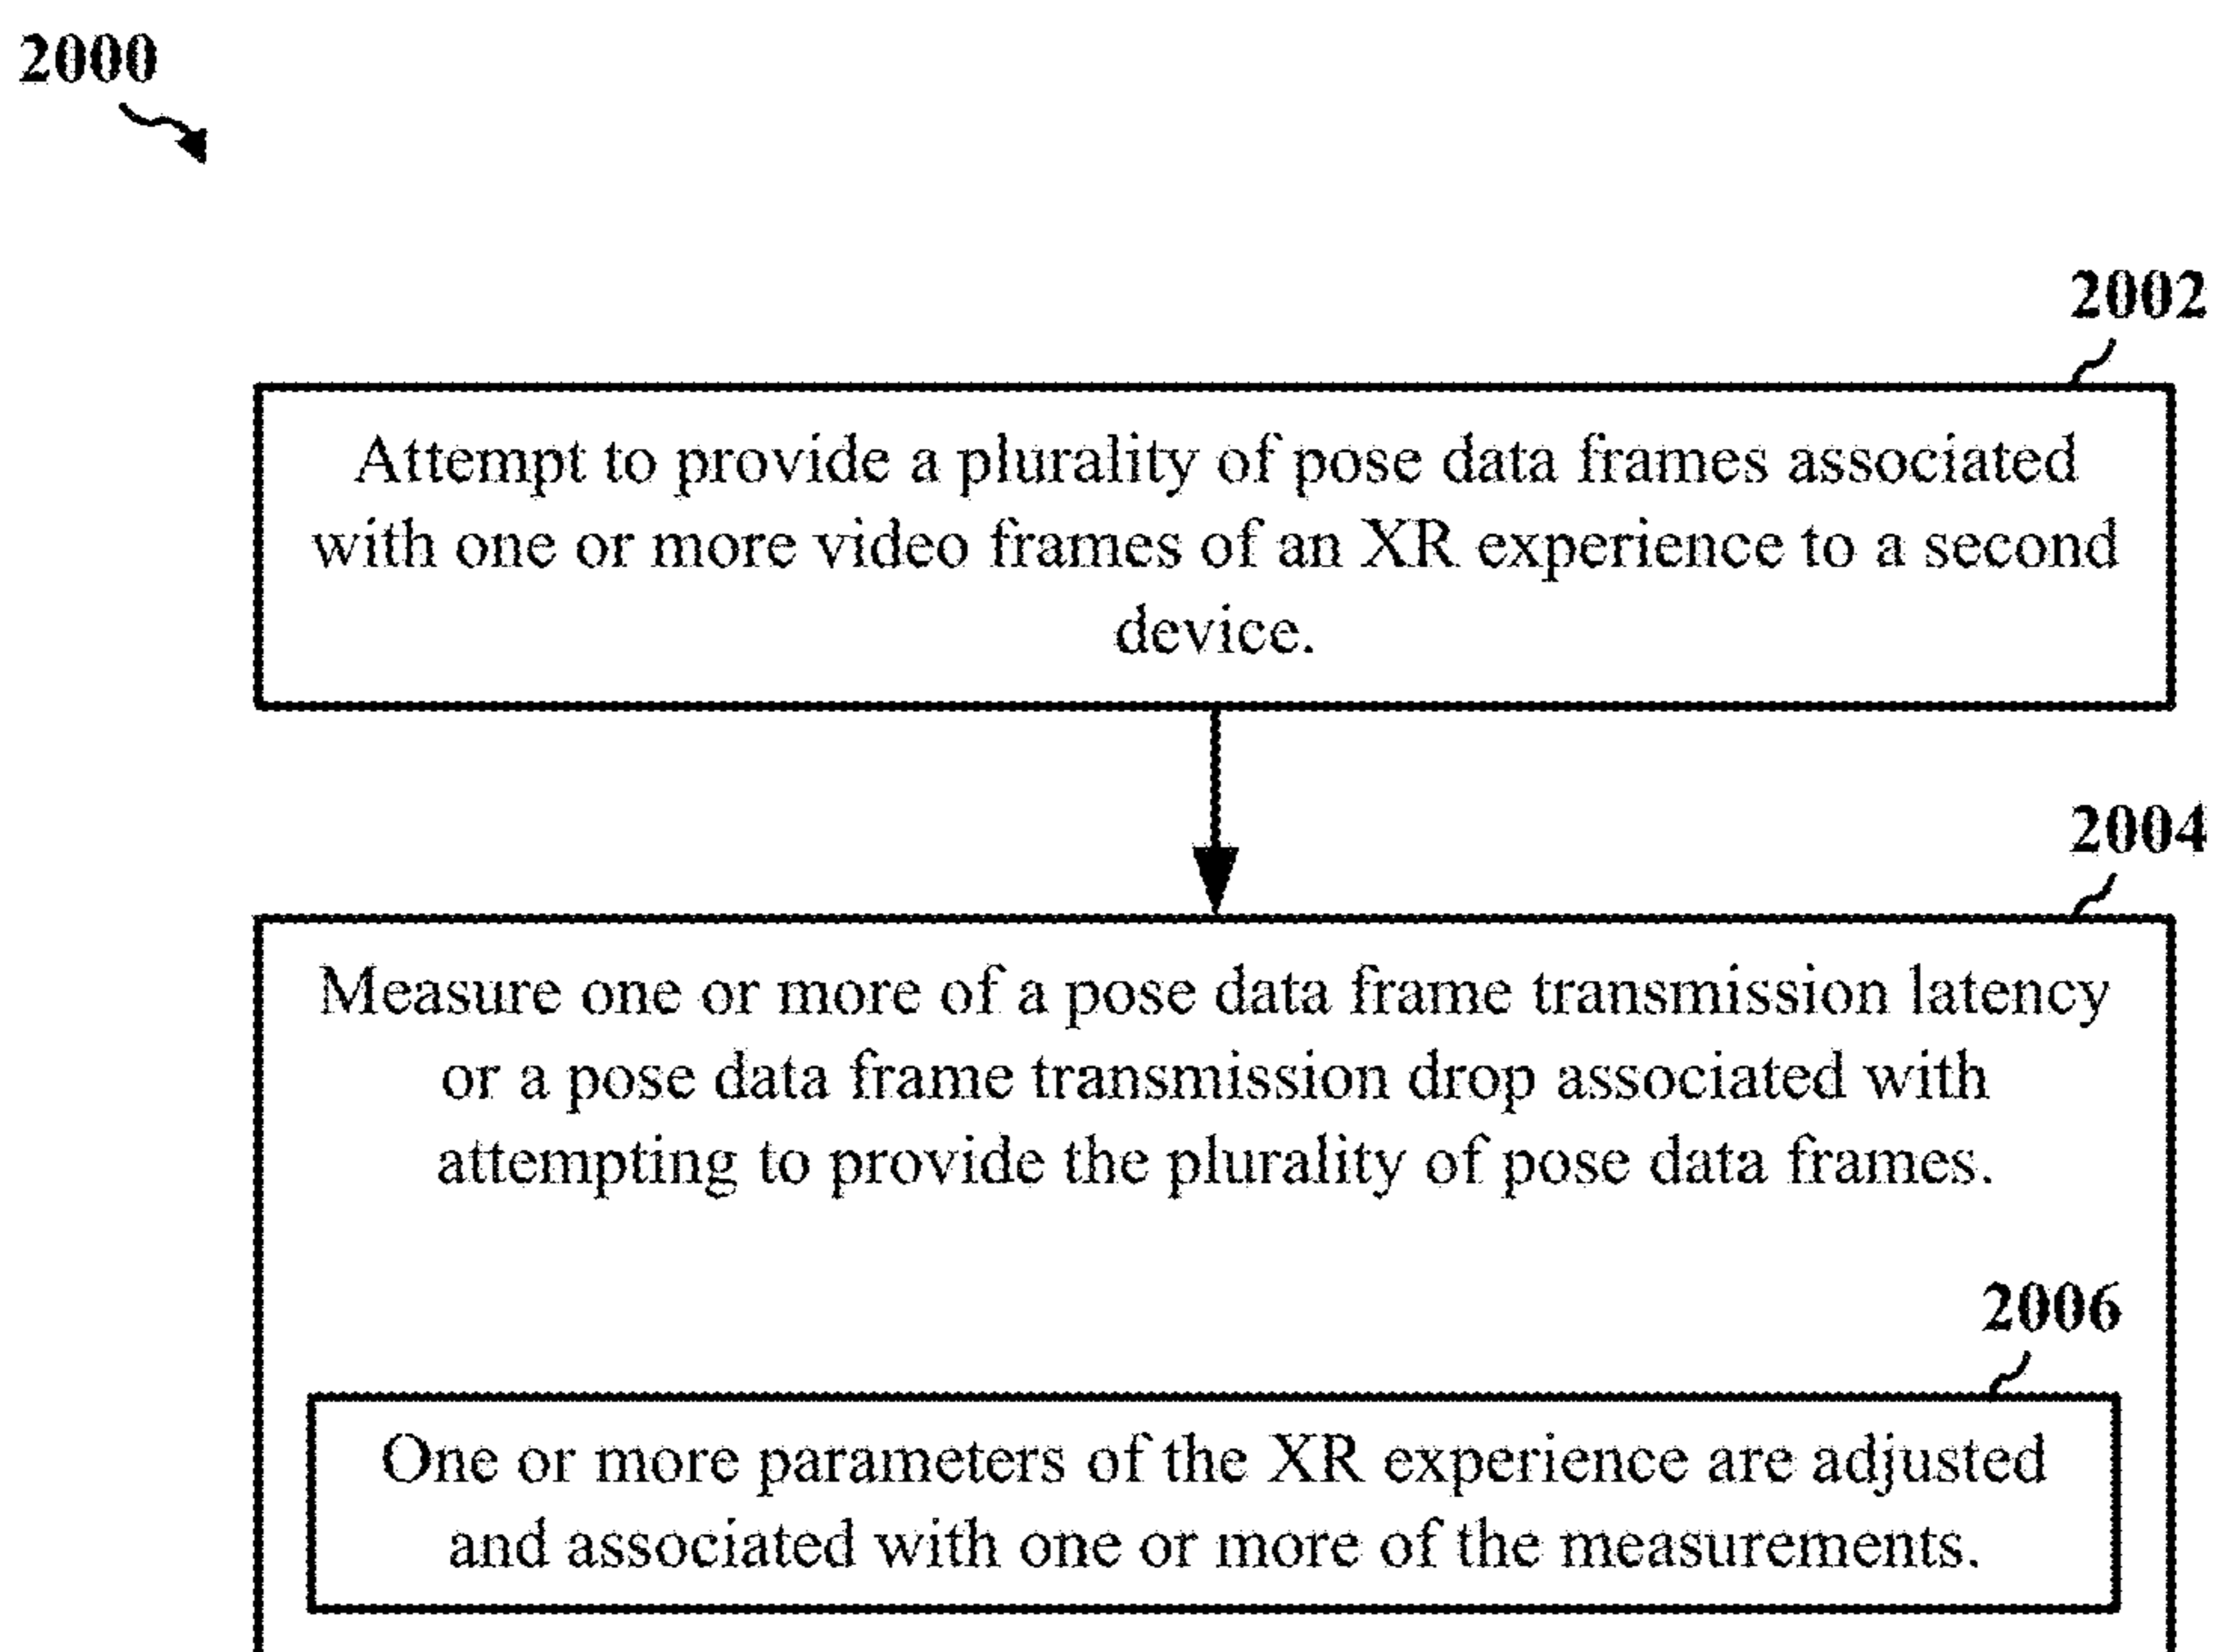 2000
2002
Attempt to provide a plurality of pose data frames associated
with one or more video frames of an XR experience to a second
device.
2004
Measure one or more of a pose data frame transmission latency
or a pose data frame transmission drop associated with
attempting to provide the plurality of pose data frames.
2006
One or more parameters of the XR experience are adjusted
and associated with one or more of the measurements.